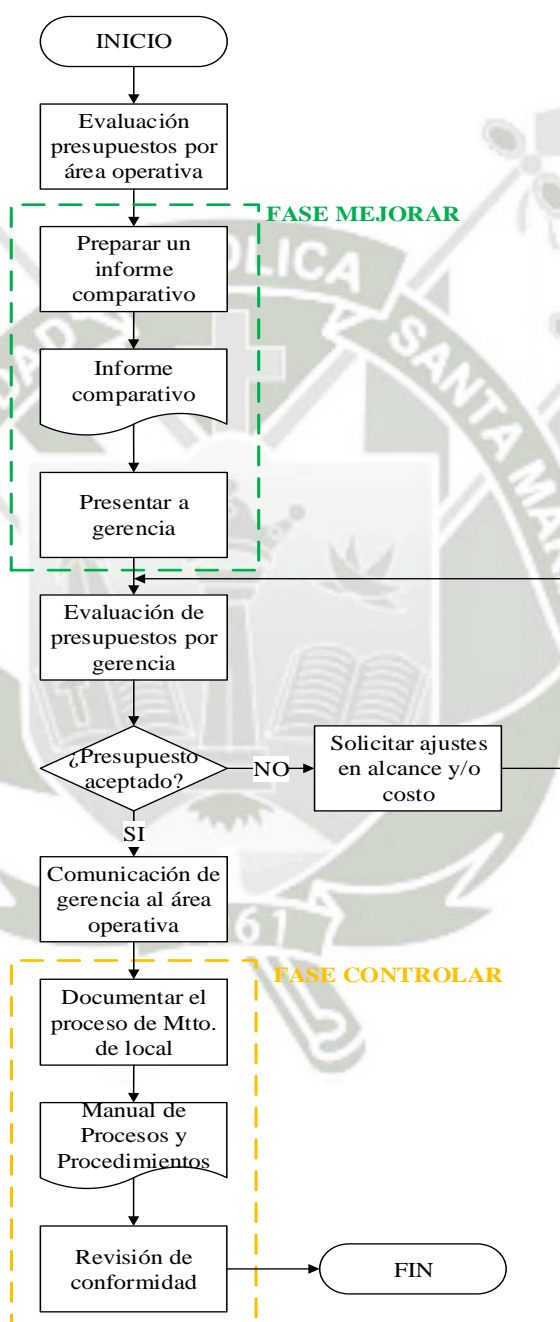 INICIO
Evaluación
presupuestos por
área operativa
FASE MEJORAR
Preparar un
informe
comparativo
Informe
comparativo
Presentar a
gerencia
Evaluación de
presupuestos por
gerencia
¿Presupuesto
aceptado?
NO
Solicitar ajustes
en alcance y/o
costo
SI
Comunicación de
gerencia al área
operativa
FASE CONTROLAR
Documentar el
proceso de Mtto.
de local
Manual de
Procesos y
Procedimientos
Revisión de
conformidad
FIN
SANTA
61